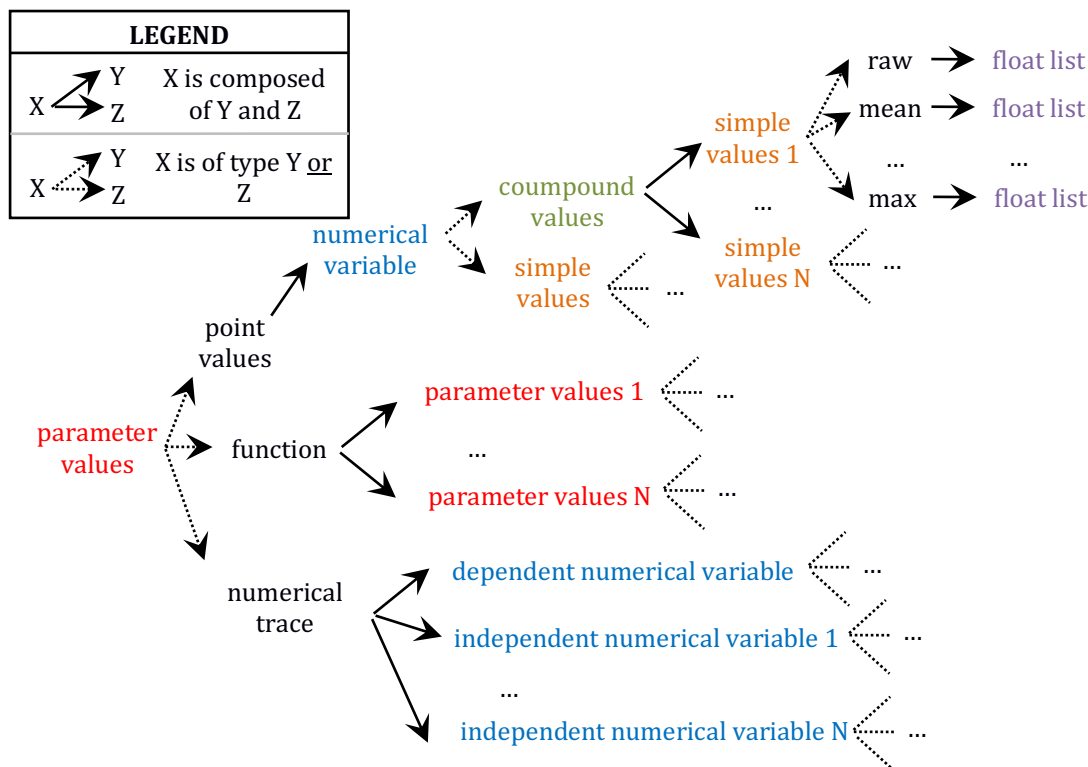 LEGEND
X
Y
Z
X is composed
of Y and Z
X
Y
Z
X is of type Y or
Z
raw
float list
mean
float list
...
...
max
float list
simple
values 1
...
simple
values N
...
coumpound
values
simple
values
...
numerical
variable
point
values
parameter
values
function
parameter values 1
...
...
parameter values N
...
numerical
trace
dependent numerical variable
...
independent numerical variable 1
...
...
independent numerical variable N
...